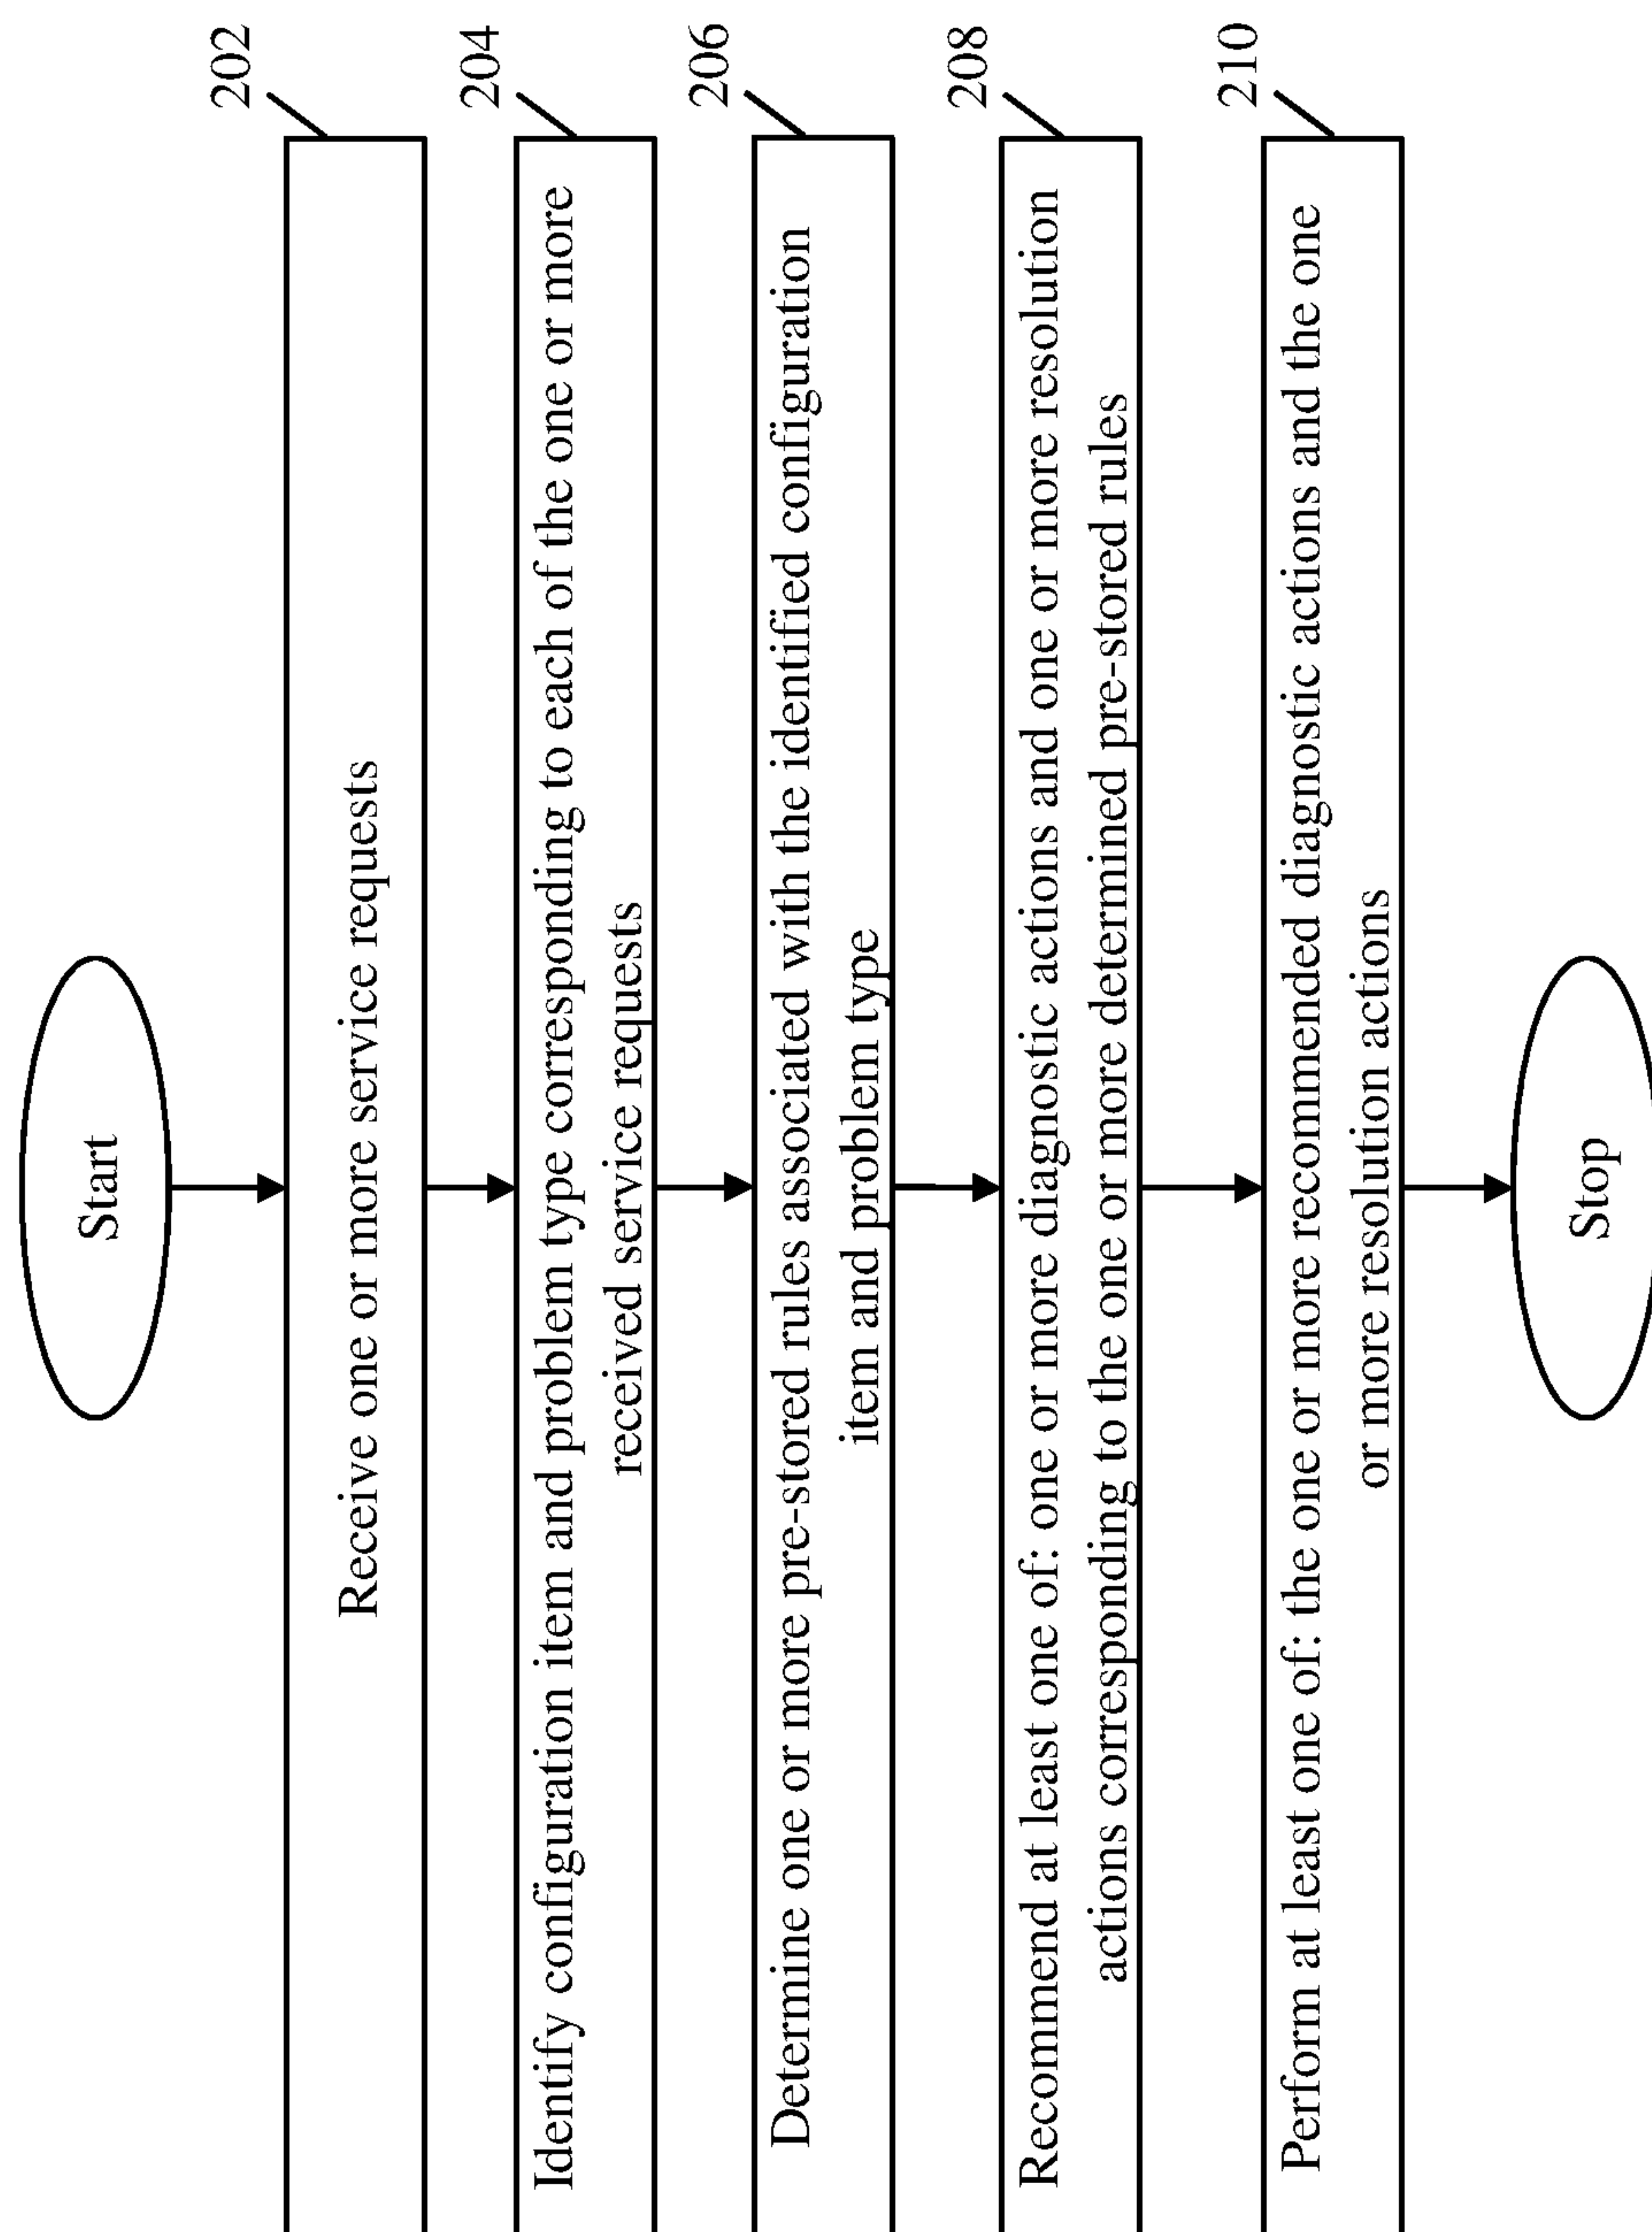 Start
202
Receive one or more service requests
204
Identify configuration item and problem type corresponding to each of the one or more
received service requests
206
Determine one or more pre-stored rules associated with the identified configuration
item and problem type
208
Recommend at least one of: one or more diagnostic actions and one or more resolution
actions corresponding to the one or more determined pre-stored rules
210
Perform at least one of: the one or more recommended diagnostic actions and the one
or more resolution actions
Stop